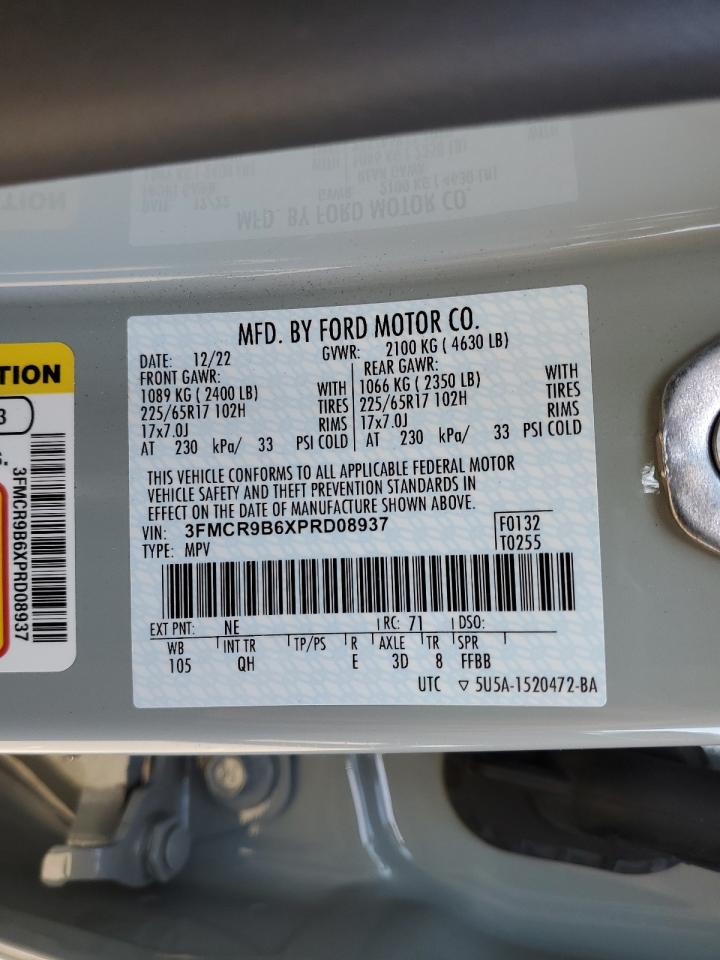 MFD. BY FORD MOTOR CO.
DATE: 12/22 GVWR: 2100 KG ( 4630 LB)
FRONT GAWR: REAR GAWR:
1089 KG ( 2400 LB) WITH 1066 KG ( 2350 LB) WITH
225/65R17 102H TIRES 225/65R17 102H TIRES
17x7.0J RIMS 17x7.0J RIMS
AT 230 kPa/ 33 PSI COLD AT 230 kPa/ 33 PSI COLD
THIS VEHICLE CONFORMS TO ALL APPLICABLE FEDERAL MOTOR
VEHICLE SAFETY AND THEFT PREVENTION STANDARDS IN
EFFECT ON THE DATE OF MANUFACTURE SHOWN ABOVE.
VIN: 3FMCR9B6XPRD08937 F0132
TYPE: MPV T0255
EXT PNT: NE RC: 71 DSO:
WB INT TR TP/PS R AXLE TR SPR
105 QH E 3D 8 FFBB
UTC ▽ 5U5A-1520472-BA
TION
3
3FMCR9B6XPRD08937